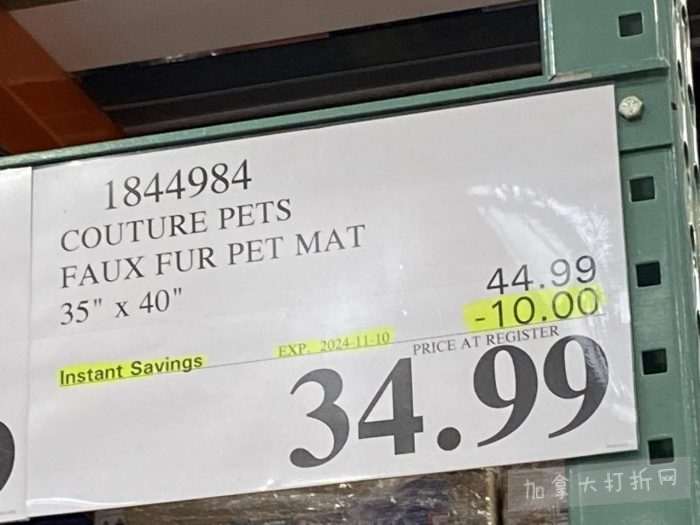 1844984
COUTURE PETS
FAUX FUR PET MAT
35" x 40"
44.99
-10.00
Instant Savings
EXP. 2024-11-10
PRICE AT REGISTER
34.99
加拿大打折网